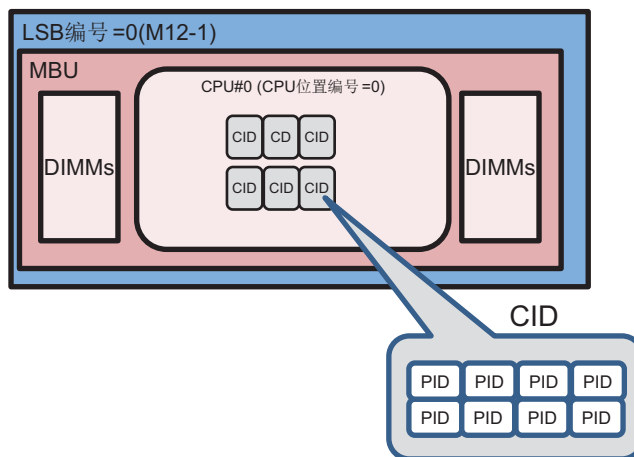 LSB编号=0(M12-1)
MBU
CPU#0 (CPU位置编号=0)
CID CD CID
DIMMs
DIMMs
CID CID CID
CID
PID PID PID PID
PID PID PID PID